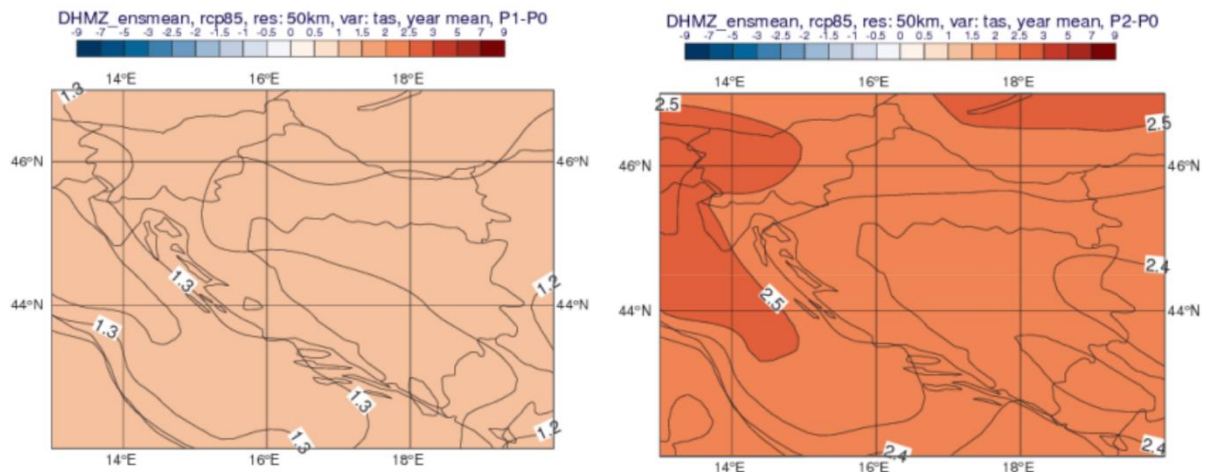 DHMZ_ensmean, rcp85, res: 50km, var: tas, year mean, P1-P0
-9 -7 -5 -3 -2.5 -2 -1.5 -1 -0.5 0 0.5 1 1.5 2 2.5 3 5 7 9
14°E 16°E 18°E
1.3
46°N 46°N
1.3
1.2
44°N 44°N
1.3
1.3
1.3
1.2
14°E 16°E 18°E
DHMZ_ensmean, rcp85, res: 50km, var: tas, year mean, P2-P0
-9 -7 -5 -3 -2.5 -2 -1.5 -1 -0.5 0 0.5 1 1.5 2 2.5 3 5 7 9
14°E 16°E 18°E
2.5
2.5
46°N 46°N
2.4
2.5
44°N 44°N
2.4
2.4
14°E 16°E 18°E